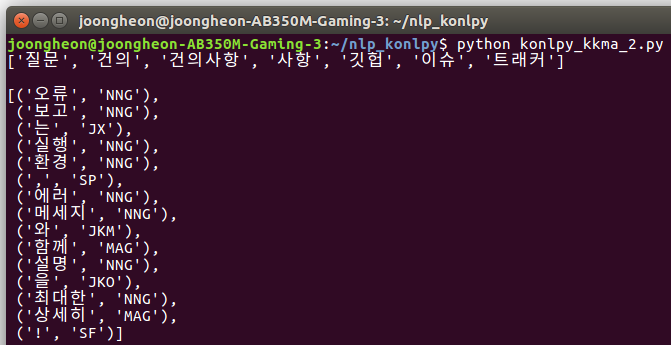 joongheon@joongheon-AB350M-Gaming-3: ~/nlp_konlpy
joongheon@joongheon-AB350M-Gaming-3:~/nlp_konlpy$ python konlpy_kkma_2.py
['질문', '건의', '건의사항', '사항', '깃헙', '이슈', '트래커']
[('오류', 'NNG'),
('보고', 'NNG'),
('는', 'JX'),
('실행', 'NNG'),
('환경', 'NNG'),
(',', 'SP'),
('에러', 'NNG'),
('메세지', 'NNG'),
('와', 'JKM'),
('함께', 'MAG'),
('설명', 'NNG'),
('을', 'JKO'),
('최대한', 'NNG'),
('상세히', 'MAG'),
('!', 'SF')]